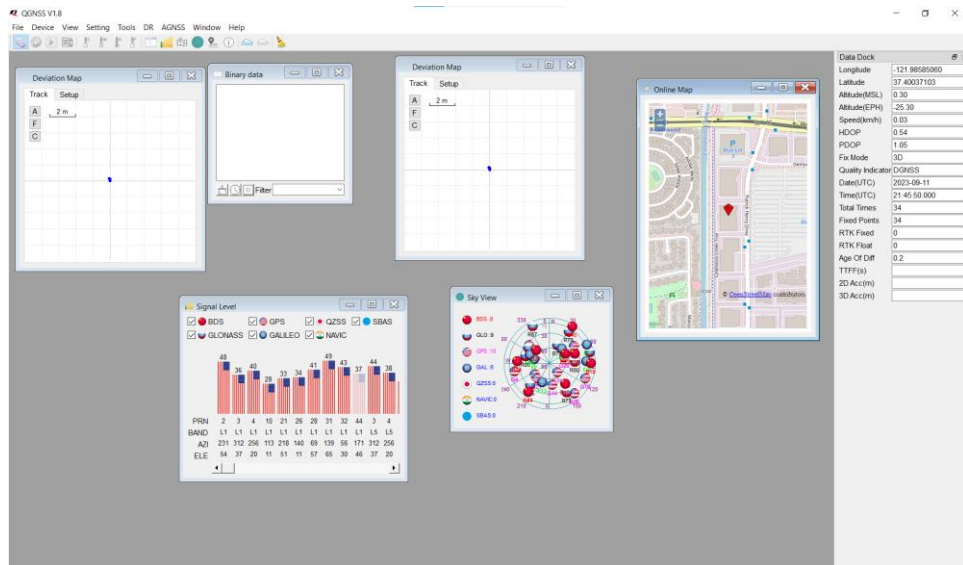 QGNSS V1.8
File Device View Setting Tools DR AGNSS Window Help
Deviation Map
Track Setup
A
2 m
F
C
Binary data
Filter
Deviation Map
Track Setup
A
2 m
F
C
Online Map
+
P
© OpenStreetMap contributors
Signal Level
BDS GPS QZSS SBAS
GLONASS GALILEO NAVIC
48 36 40 28 33 34 41 49 43 37 44 38
PRN 2 3 4 10 21 26 28 31 32 44 3 4
BAND L1 L1 L1 L1 L1 L1 L1 L1 L1 L1 L5 L5
AZI 231 312 256 113 218 140 69 139 56 171 312 256
ELE 54 37 20 11 51 11 57 65 30 46 37 20
Sky View
GLO :9
GPS :10
QZSS:0
NAVIC:0
SBAS:0
330
240
210
150
120
Data Dock
Longitude -121.98585060
Latitude 37.40037103
Altitude(MSL) 0.30
Altitude(EPH) -25.30
Speed(km/h) 0.03
HDOP 0.54
PDOP 1.05
Fix Mode 3D
Quality Indicator DGNSS
Date(UTC) 2023-09-11
Time(UTC) 21:45:50.000
Total Times 34
Fixed Points 34
RTK Fixed 0
RTK Float 0
Age Of Diff 0.2
TTFF(s)
2D Acc(m)
3D Acc(m)